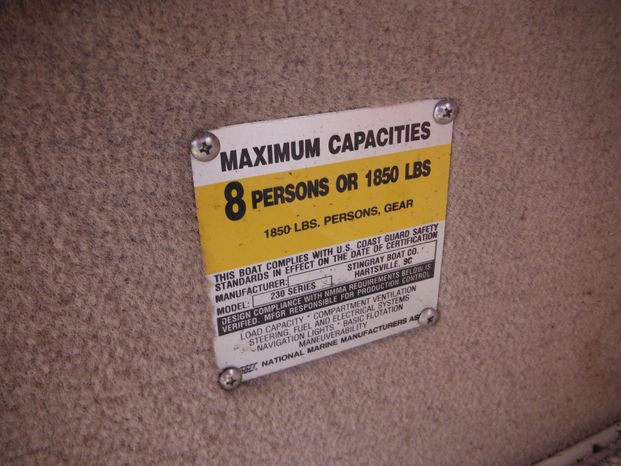 MAXIMUM CAPACITIES
8 PERSONS OR 1850 LBS
1850 LBS. PERSONS, GEAR
THIS BOAT COMPLIES WITH U.S. COAST GUARD SAFETY
STANDARDS IN EFFECT ON THE DATE OF CERTIFICATION
MANUFACTURER: STINGRAY BOAT CO.
HARTSVILLE, SC
MODEL: 230 SERIES
DESIGN COMPLIANCE WITH NMMA REQUIREMENTS BELOW IS
VERIFIED. MFGR RESPONSIBLE FOR PRODUCTION CONTROL
LOAD CAPACITY * COMPARTMENT VENTILATION
STEERING, FUEL AND ELECTRICAL SYSTEMS
* NAVIGATION LIGHTS * BASIC FLOTATION
MANEUVERABILITY
NATIONAL MARINE MANUFACTURERS